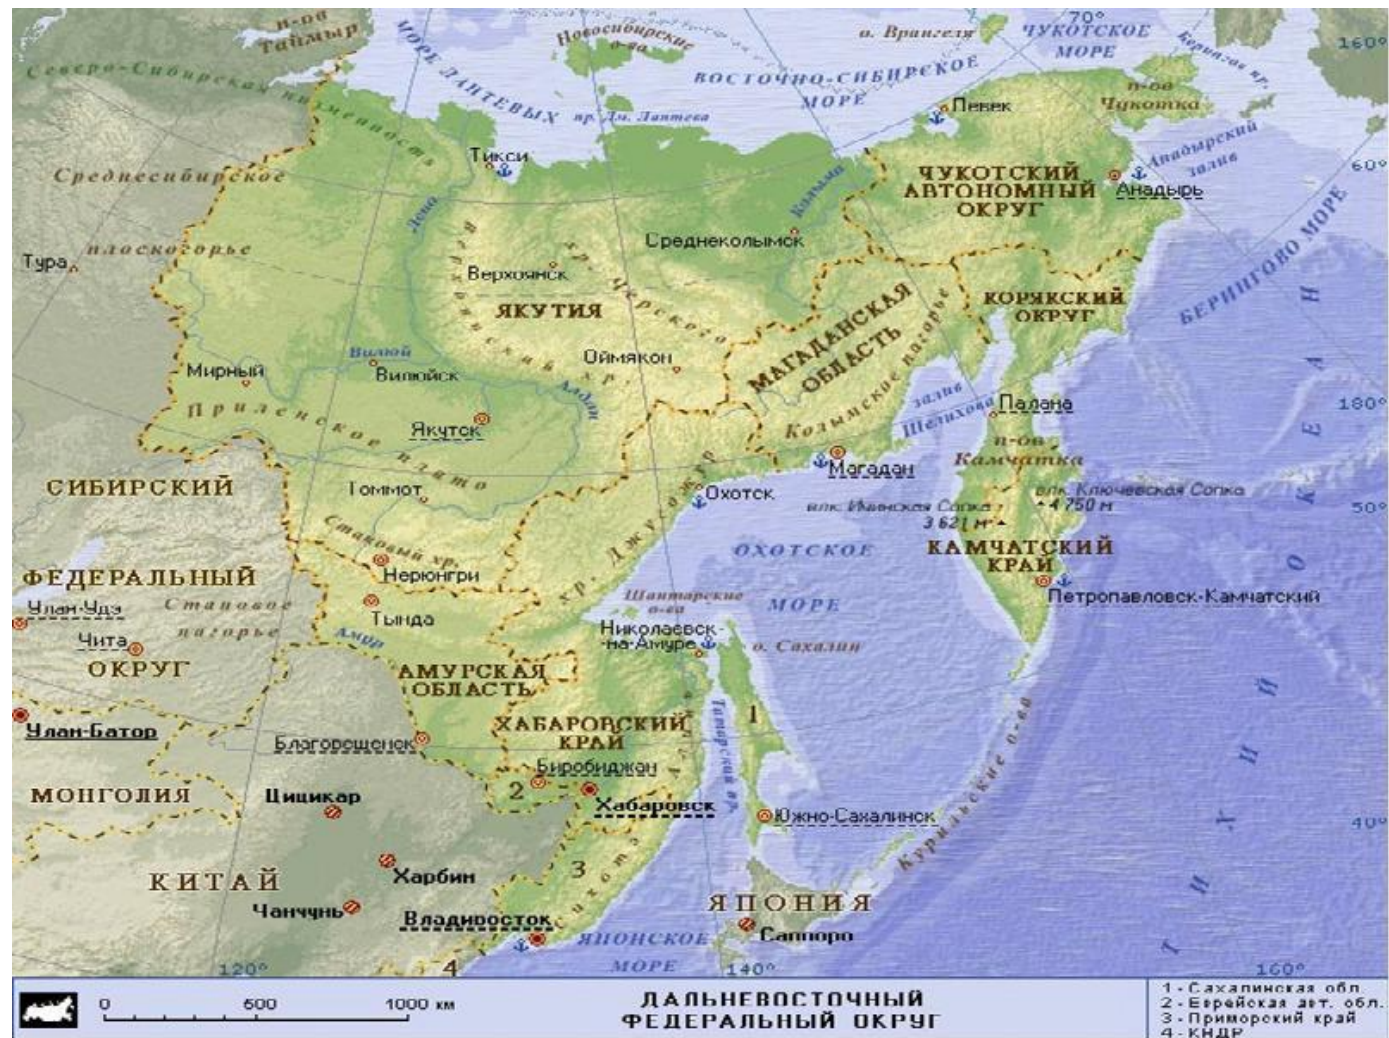 п-ов
Таймыр
Северо-Сибирская низменность
МОРЕ ЛАПТЕВЫХ
Новосибирские
о-ва
о. Врангеля
70°
ЧУКОТСКОЕ
МОРЕ
160°
ВОСТОЧНО-СИБИРСКОЕ
МОРЕ
п-ов
Чукотка
Певек
пр. Дм. Лаптева
Тикси
Анадырский
залив
60°
Среднесибирское
плоскогорье
ЧУКОТСКИЙ
АВТОНОМНЫЙ
ОКРУГ
Анадырь
Лена
Колыма
Среднеколымск
БЕРИНГОВО МОРЕ
Тура
Верхоянск
Верхоянский хр.
хр. Черского
ЯКУТИЯ
КОРЯКСКИЙ
ОКРУГ
МАГАДАНСКАЯ
ОБЛАСТЬ
Вилюй
Вилюйск
Оймякон
Мирный
Алдан
Приленское плато
Якутск
Колымское нагорье
залив
Шелихова
Палана
180°
п-ов
Камчатка
Магадан
СИБИРСКИЙ
ФЕДЕРАЛЬНЫЙ
ОКРУГ
Томмот
Охотск
влк. Ключевская Сопка
4 750 м
влк. Ичинская Сопка
3 621 м
50°
Становый хр.
хр. Джугджур
ОХОТСКОЕ
МОРЕ
КАМЧАТСКИЙ
КРАЙ
Нерюнгри
Петропавловск-Камчатский
Улан-Удэ
Становое
нагорье
Чита
Тында
Амур
Шантарские
о-ва
Николаевск-
-на-Амуре
о. Сахалин
АМУРСКАЯ
ОБЛАСТЬ
Улан-Батор
ХАБАРОВСКИЙ
КРАЙ
Татарский пр.
1
Благовещенск
Биробиджан
2
Хабаровск
МОНГОЛИЯ
Цицикар
Южно-Сахалинск
Курильские о-ва
ТИХИЙ ОКЕАН
40°
Харбин
3
КИТАЙ
Чанчунь
Владивосток
ЯПОНИЯ
Саппоро
ЯПОНСКОЕ
МОРЕ
4
120°
140°
160°
0 500 1000 км
ДАЛЬНЕВОСТОЧНЫЙ
ФЕДЕРАЛЬНЫЙ ОКРУГ
1 - Сахалинская обл.
2 - Еврейская авт. обл.
3 - Приморский край
4 - КНДР